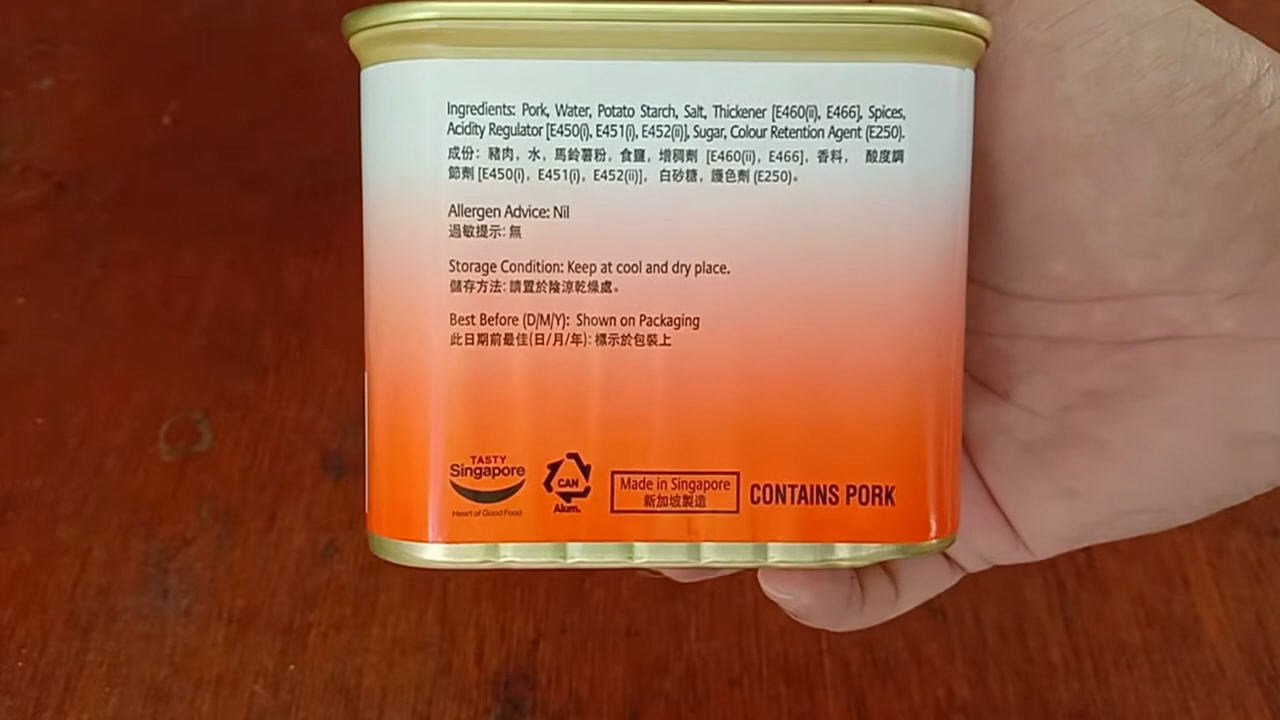 Ingredients: Pork, Water, Potato Starch, Salt, Thickener [E460(ii), E466], Spices,
Acidity Regulator [E450(i), E451(i), E452(ii)], Sugar, Colour Retention Agent (E250).
成份：豬肉，水，馬鈴薯粉，食鹽，增稠劑 [E460(ii)，E466]，香料， 酸度調
節劑 [E450(i)，E451(i)，E452(ii)]， 白砂糖，護色劑 (E250)。
Allergen Advice: Nil
過敏提示: 無
Storage Condition: Keep at cool and dry place.
儲存方法: 請置於陰涼乾燥處。
Best Before (D/M/Y): Shown on Packaging
此日期前最佳(日/月/年): 標示於包裝上
TASTY
Singapore
Heart of Good Food
CAN
Alum.
Made in Singapore
新加坡製造
CONTAINS PORK